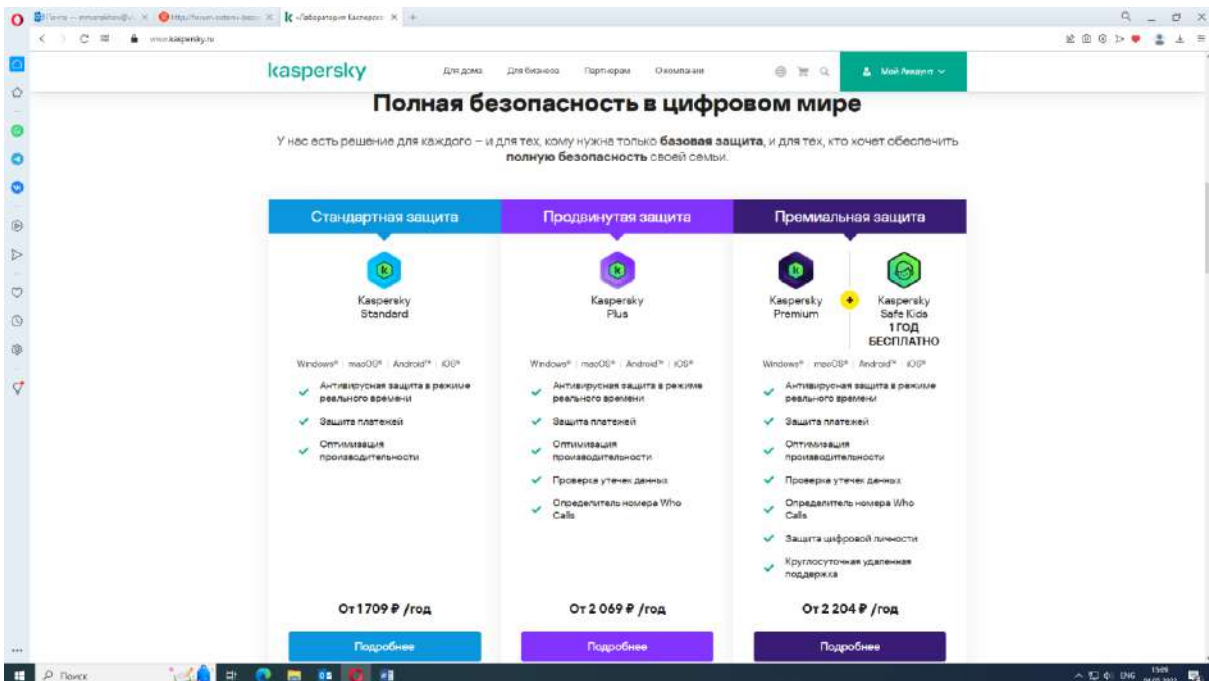 www.kaspersky.ru
kaspersky
Для дома
Для бизнеса
Партнерам
О компании
Мой Аккаунт
Полная безопасность в цифровом мире
У нас есть решение для каждого – и для тех, кому нужна только базовая защита, и для тех, кто хочет обеспечить
полную безопасность своей семьи.
Стандартная защита
Kaspersky
Standard
Windows® | macOS® | Android™ | iOS®
Антивирусная защита в режиме
реального времени
Защита платежей
Оптимизация
производительности
От 1709 ₽ /год
Подробнее
Продвинутая защита
Kaspersky
Plus
Windows® | macOS® | Android™ | iOS®
Антивирусная защита в режиме
реального времени
Защита платежей
Оптимизация
производительности
Проверка утечек данных
Определитель номера Who
Calls
От 2 069 ₽ /год
Подробнее
Премиальная защита
Kaspersky
Premium
+
Kaspersky
Safe Kids
1 ГОД
БЕСПЛАТНО
Windows® | macOS® | Android™ | iOS®
Антивирусная защита в режиме
реального времени
Защита платежей
Оптимизация
производительности
Проверка утечек данных
Определитель номера Who
Calls
Защита цифровой личности
Круглосуточная удаленная
поддержка
От 2 204 ₽ /год
Подробнее
Поиск
ENG